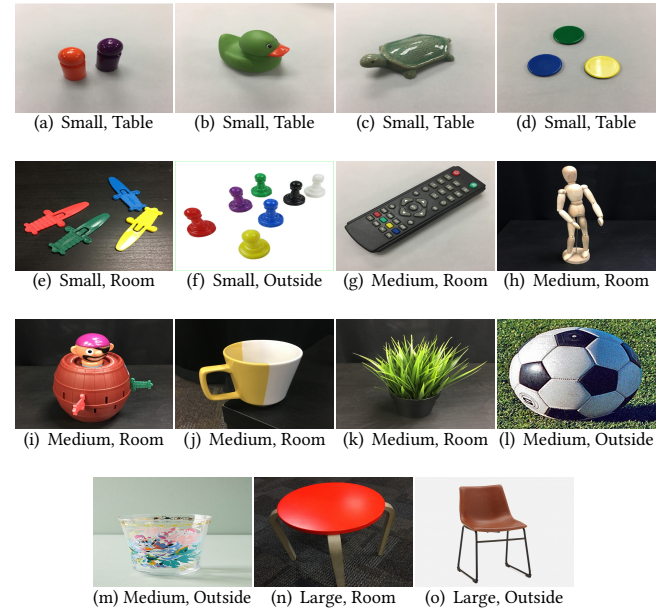 (a) Small, Table
(b) Small, Table
(c) Small, Table
(d) Small, Table
(e) Small, Room
(f) Small, Outside
(g) Medium, Room
(h) Medium, Room
(i) Medium, Room
(j) Medium, Room
(k) Medium, Room
(l) Medium, Outside
(m) Medium, Outside
(n) Large, Room
(o) Large, Outside